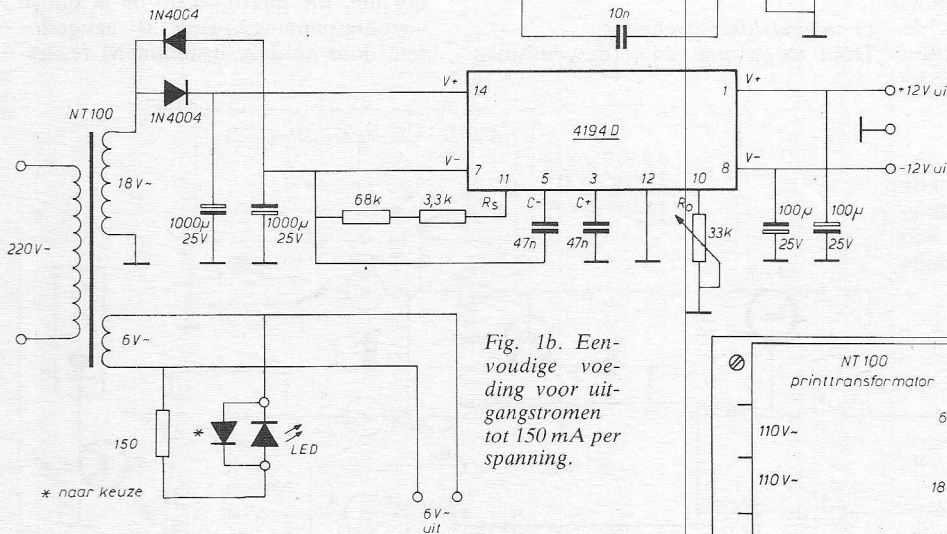 1N4004
10n
V+
14
1
V+
+12V ui
NT100
1N4004
4194D
V-
7
8
V-
-12V ui
11
5
3
12
10
18V~
68k
3,3k
Rs
C-
C+
Ro
1000µ
25V
1000µ
25V
47n
47n
33k
100µ
25V
100µ
25V
220V~
6V~
Fig. 1b. Een-
voudige voe-
ding voor uit-
gangstromen
tot 150 mA per
spanning.
NT 100
printtransformator
6
110V~
110V~
18
150
*
LED
* naar keuze
6V~
uit